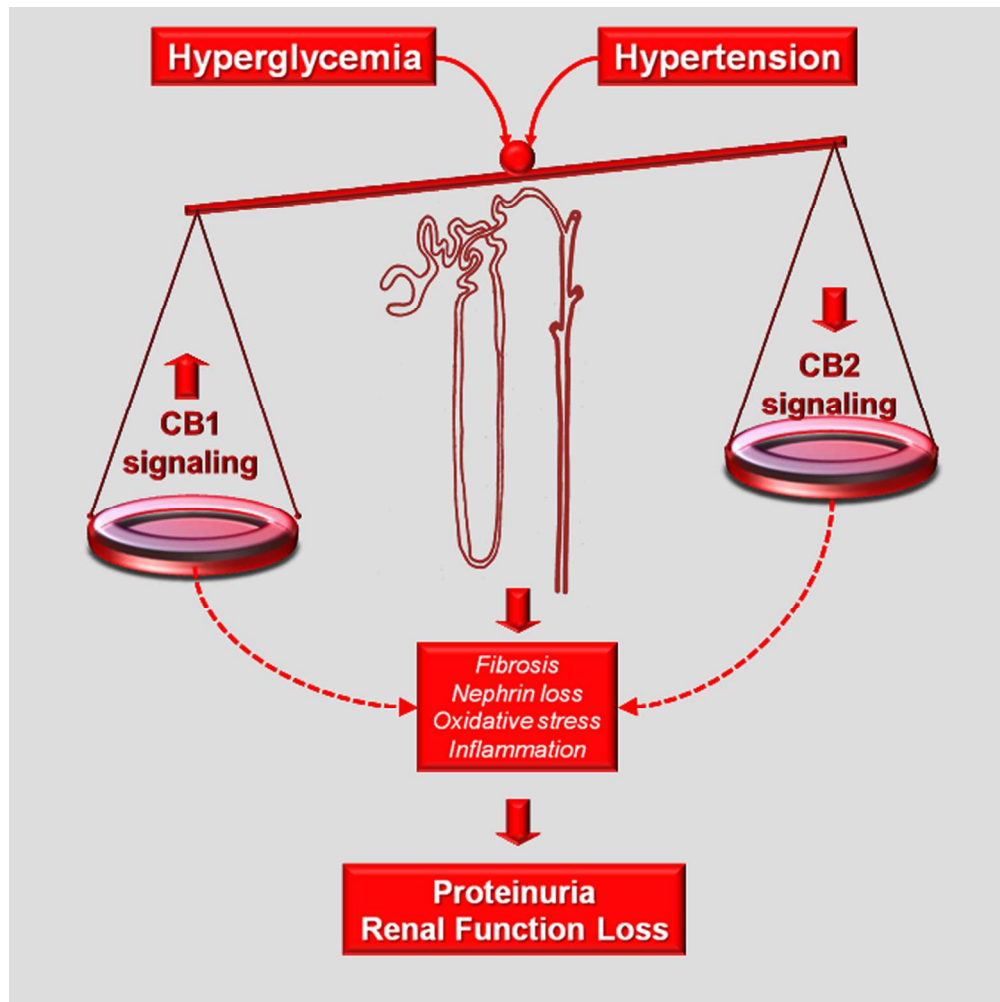 Hyperglycemia
Hypertension
CB1
signaling
CB2
signaling
Fibrosis
Nephrin loss
Oxidative stress
Inflammation
Proteinuria
Renal Function Loss